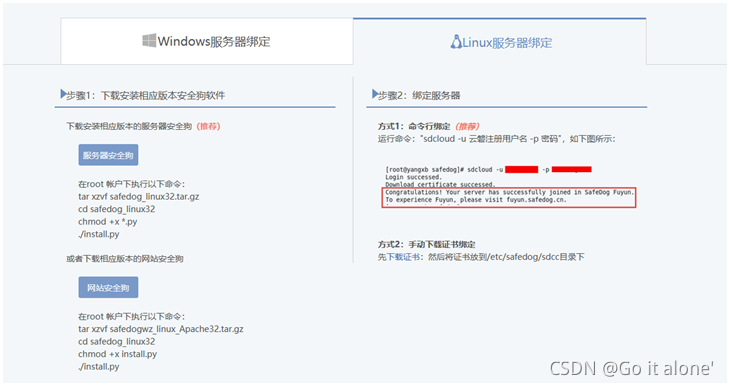 Windows服务器绑定
Linux服务器绑定
步骤1：下载安装相应版本安全狗软件
下载安装相应版本的服务器安全狗（推荐）
服务器安全狗
在root 帐户下执行以下命令：
tar xzvf safedog_linux32.tar.gz
cd safedog_linux32
chmod +x *.py
./install.py
或者下载相应版本的网站安全狗
网站安全狗
在root 帐户下执行以下命令：
tar xzvf safedogwz_linux_Apache32.tar.gz
cd safedog_linux32
chmod +x install.py
./install.py
步骤2：绑定服务器
方式1：命令行绑定（推荐）
运行命令："sdcloud -u 云碧注册用户名 -p 密码"，如下图所示：
[root@yangxb safedog]# sdcloud -u -p
Login successed.
Download certificate successed.
Congratulations! Your server has successfully joined in SafeDog Fuyun.
To experience Fuyun, please visit fuyun.safedog.cn.
方式2：手动下载证书绑定
先下载证书：然后将证书放到/etc/safedog/sdcc目录下
CSDN @Go it alone'